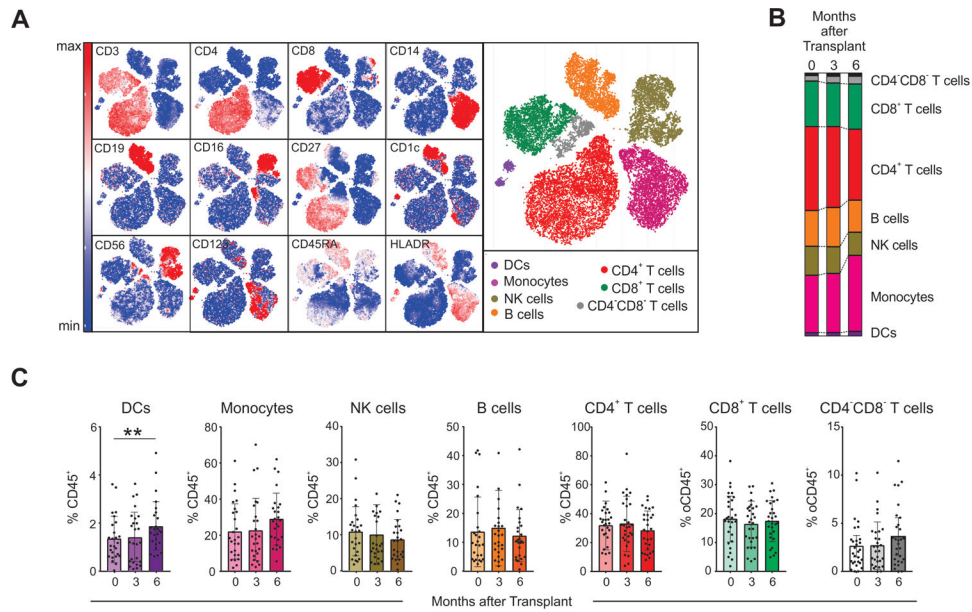 A
max
min
CD3
CD4
CD8
CD14
CD19
CD16
CD27
CD1c
CD56
CD123
CD45RA
HLADR
DCs
Monocytes
NK cells
B cells
CD4⁺ T cells
CD8⁺ T cells
CD4⁻CD8⁻ T cells
B
Months
after
Transplant
0 3 6
CD4⁻CD8⁻ T cells
CD8⁺ T cells
CD4⁺ T cells
B cells
NK cells
Monocytes
DCs
C
DCs
% CD45⁺
6
4
2
0
**
0 3 6
Monocytes
% CD45⁺
80
60
40
20
0
0 3 6
NK cells
% CD45⁺
40
30
20
10
0
0 3 6
B cells
% CD45⁺
50
40
30
20
10
0
0 3 6
CD4⁺ T cells
% CD45⁺
100
80
60
40
20
0
0 3 6
CD8⁺ T cells
% oCD45⁺
50
40
30
20
10
0
0 3 6
CD4⁻CD8⁻ T cells
% oCD45⁺
15
10
5
0
0 3 6
Months after Transplant